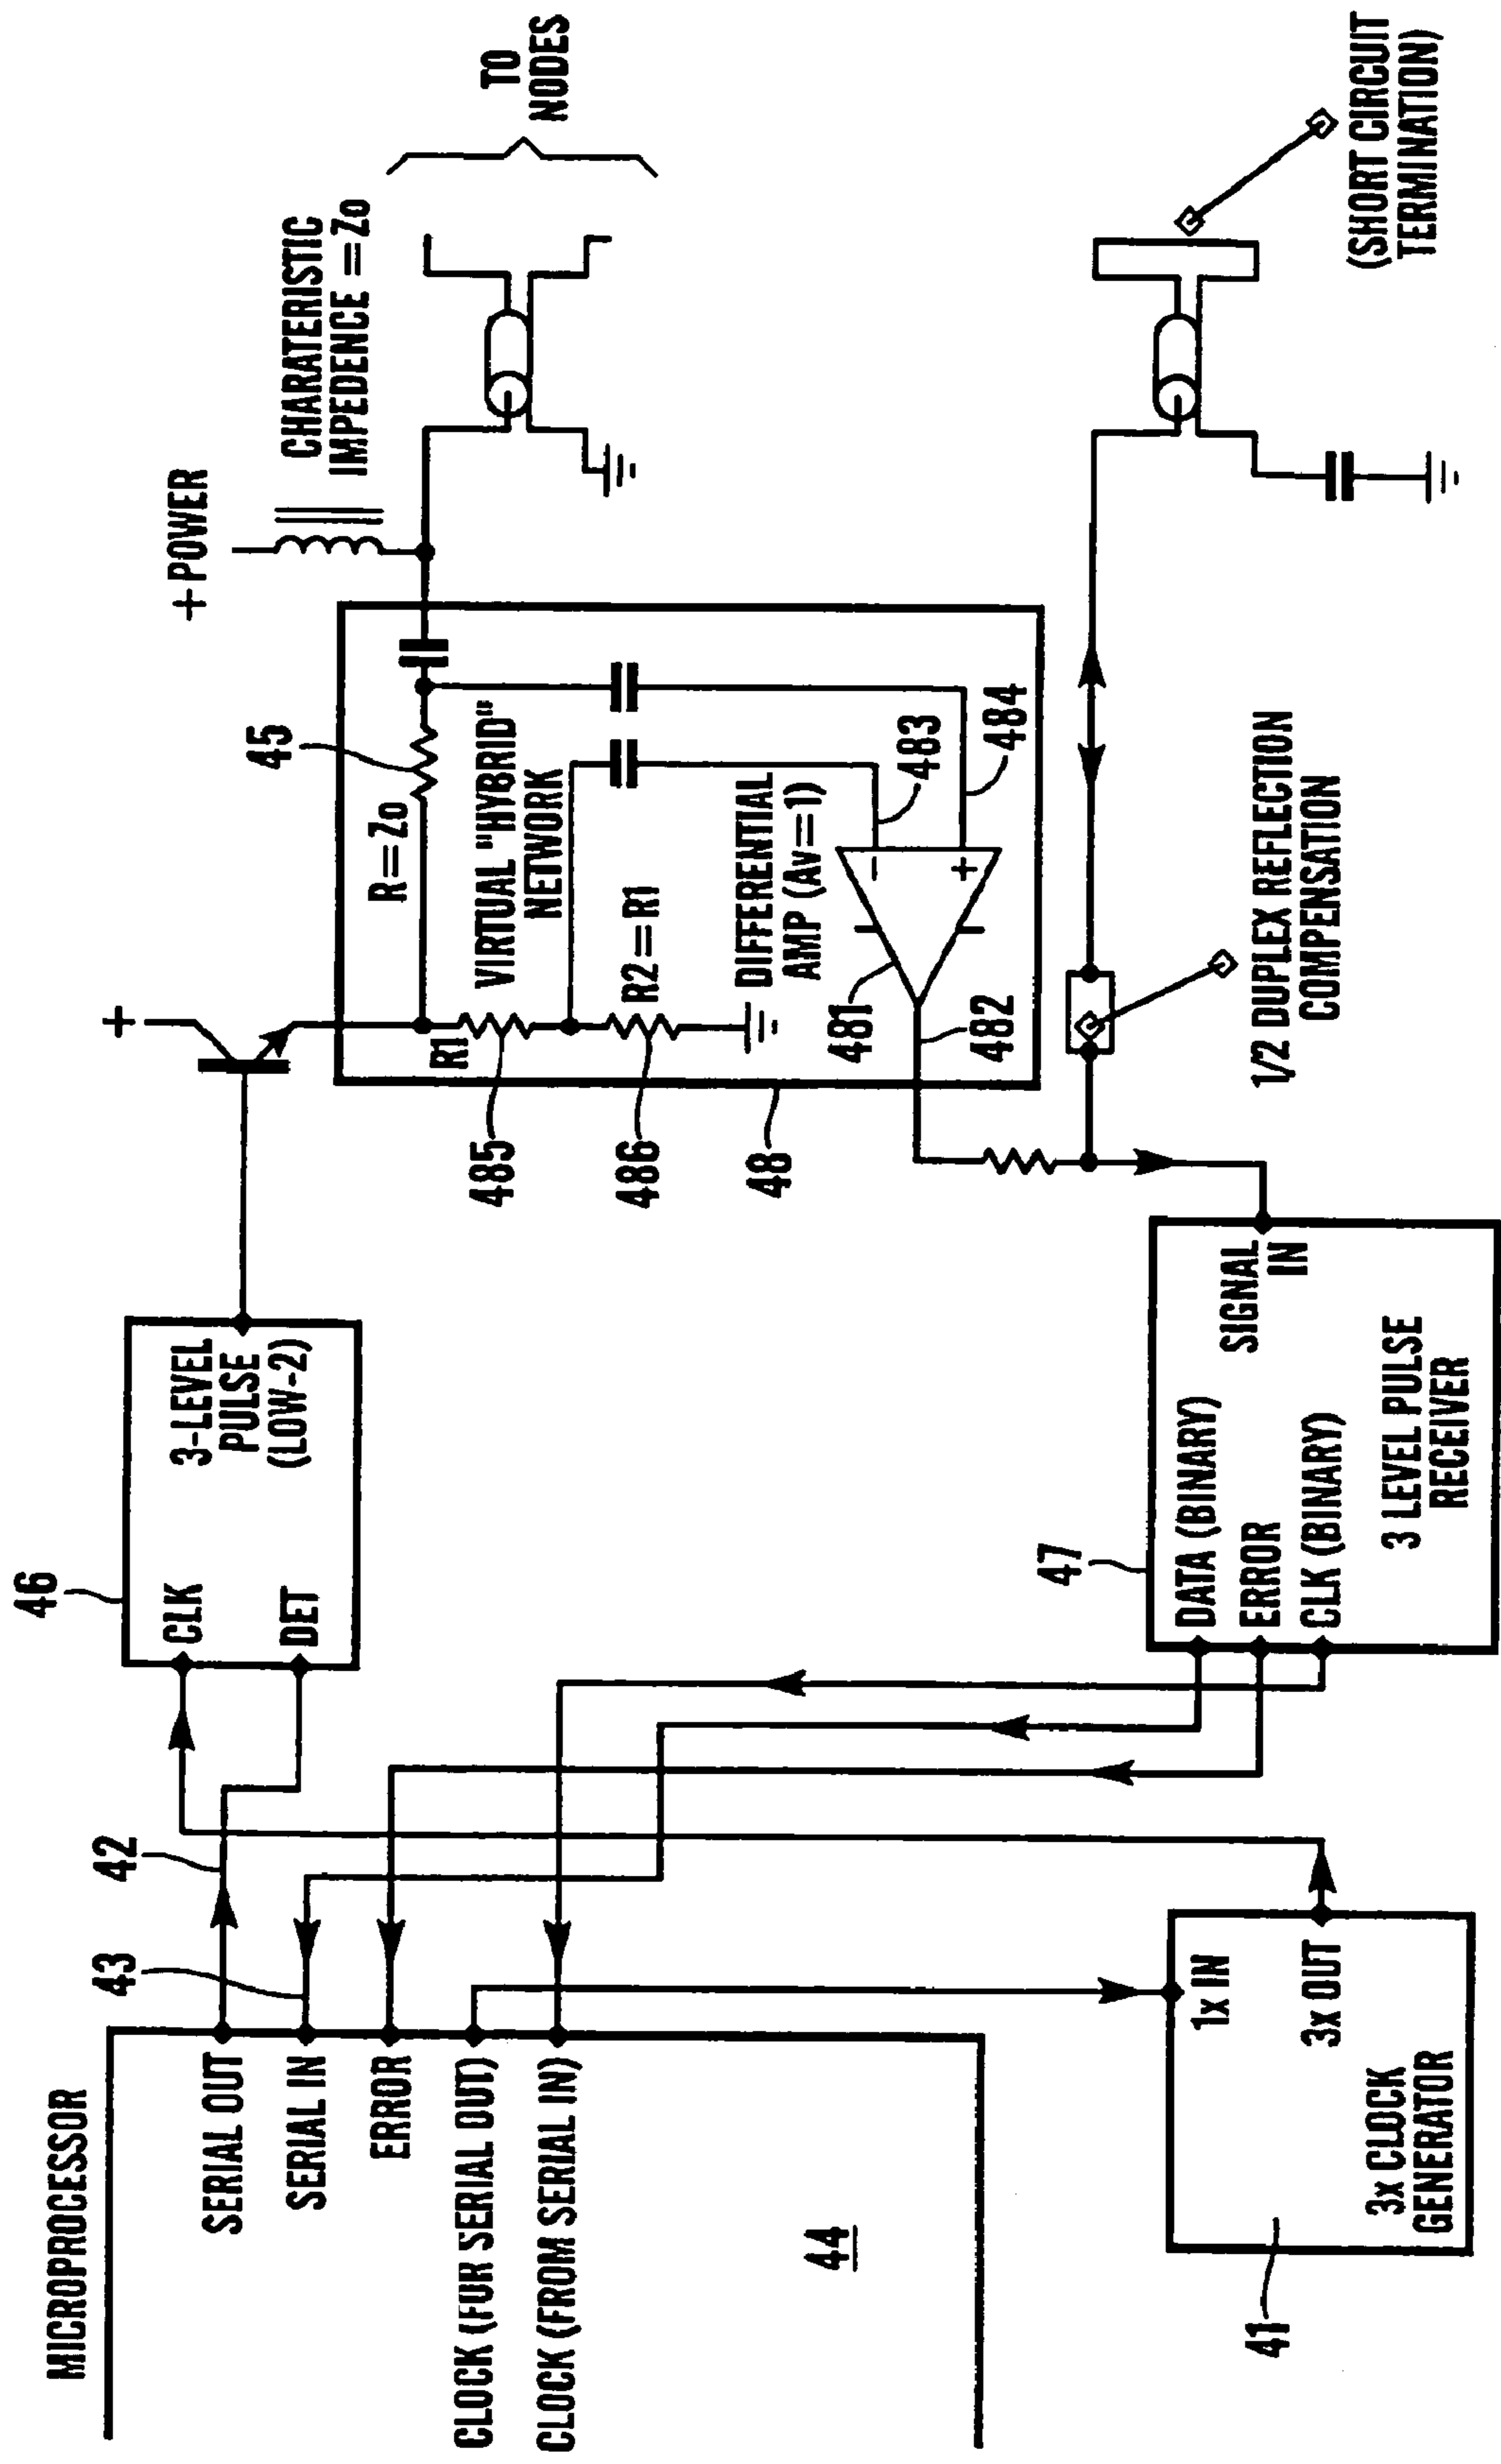 MICROPROCESSOR
SERIAL OUT
SERIAL IN
ERROR
CLOCK (FUR SERIAL OUT)
CLOCK (FROM SERIAL IN)
44
43
42
46
CLK
DET
3-LEVEL
PULSE
(LOW-2)
+
+ POWER
CHARATERISTIC
IMPEDENCE = Zo
TO
NODES
45
R=Zo
R1
VIRTUAL "HYBRID"
NETWORK
R2=R1
DIFFERENTIAL
AMP (Av=1)
-
+
481
482
483
484
485
486
48
41
1x IN
3x OUT
3x CLOCK
GENERATOR
47
DATA (BINARY)
ERROR
CLK (BINARY)
SIGNAL
IN
3 LEVEL PULSE
RECEIVER
1/2 DUPLEX REFLECTION
COMPENSATION
(SHORT CIRCUIT
TERMINATION)